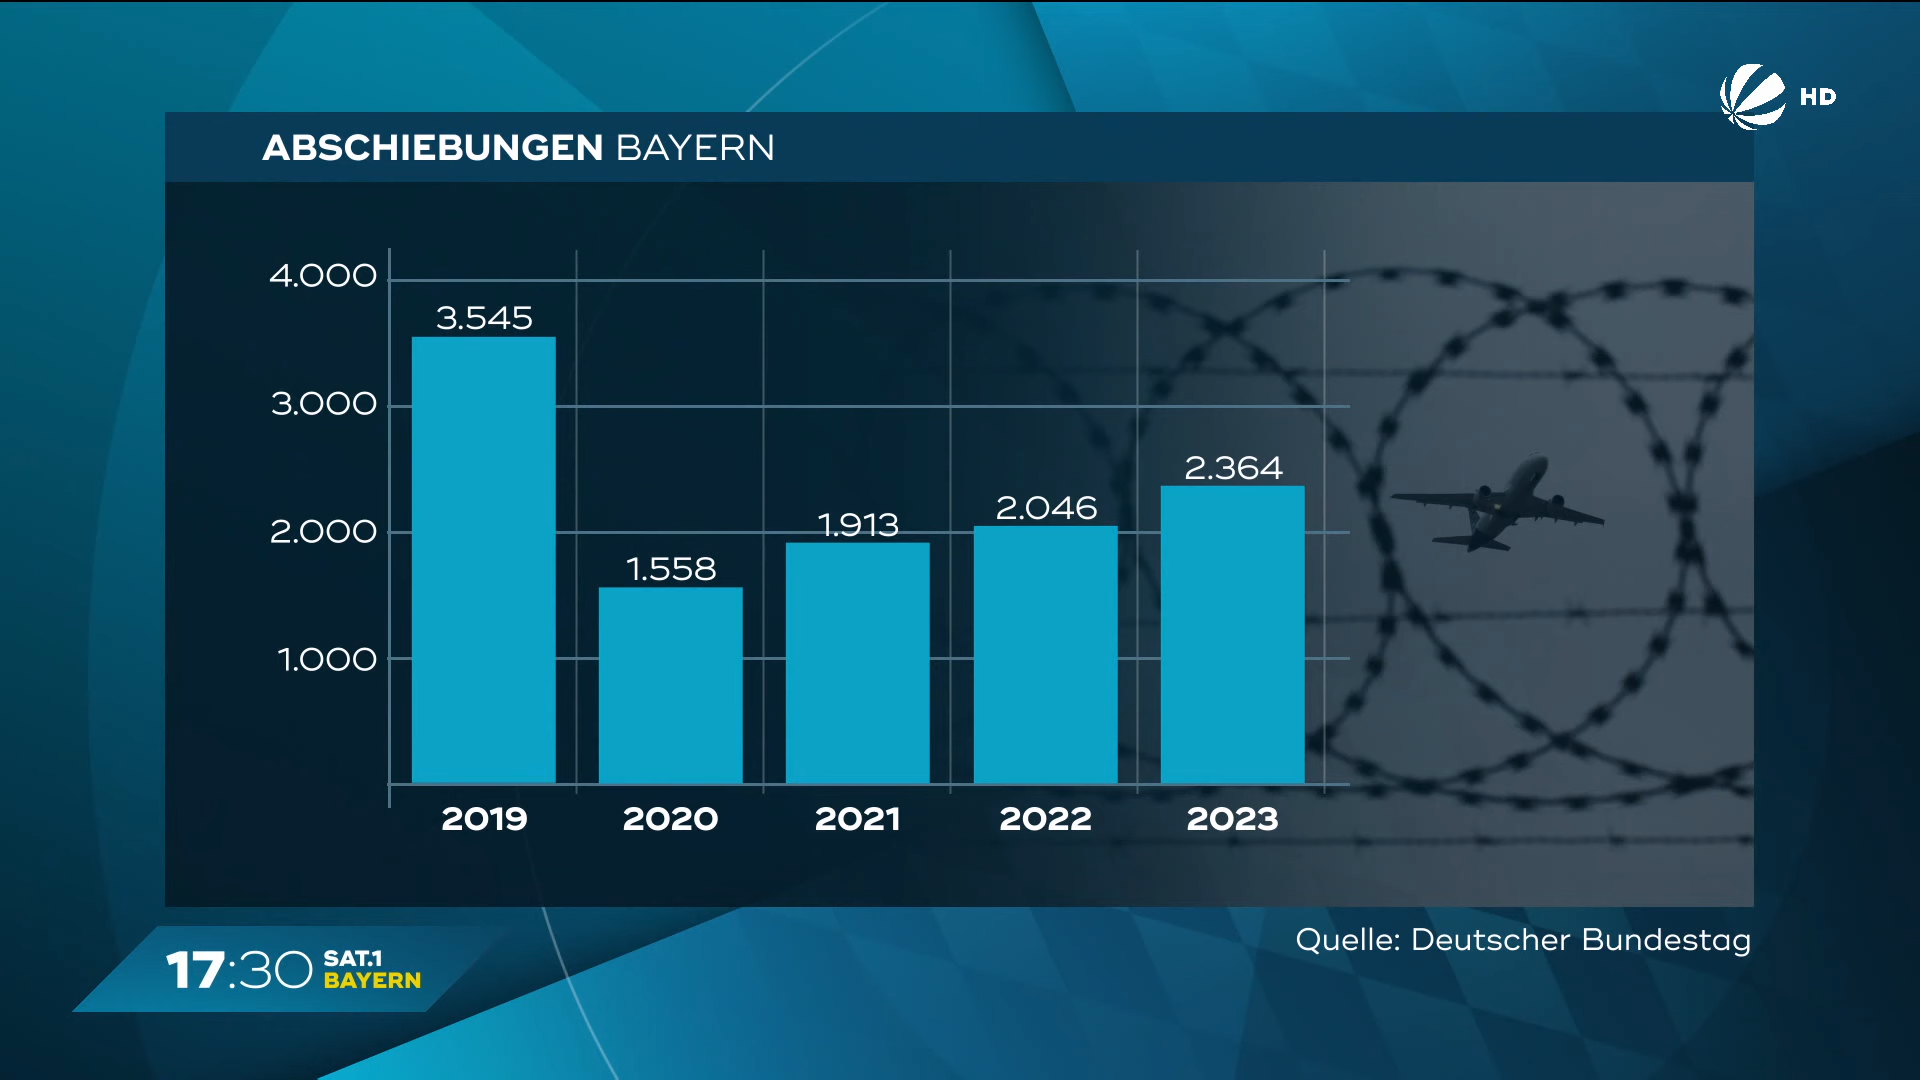 HD
ABSCHIEBUNGEN BAYERN
4.000
3.000
2.000
1.000
3.545
1.558
1.913
2.046
2.364
2019 2020 2021 2022 2023
Quelle: Deutscher Bundestag
17:30 SAT.1
BAYERN